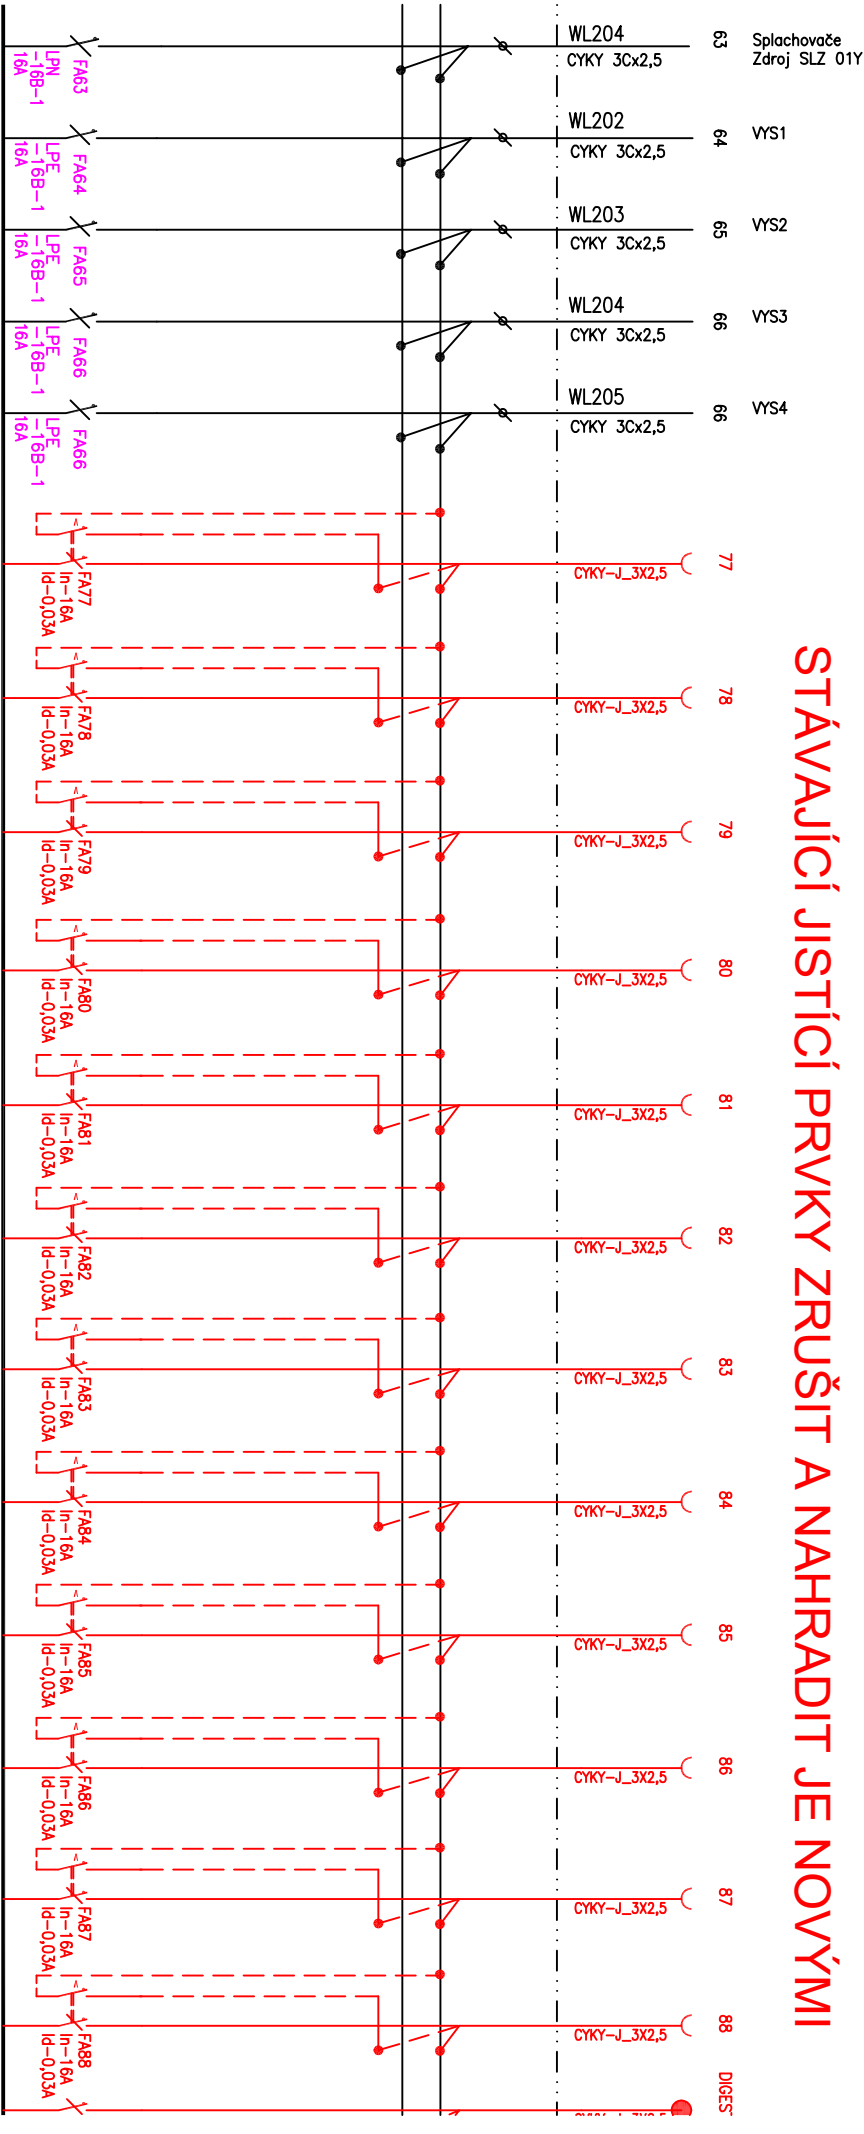 WL204
CYKY 3Cx2,5
63
Splachovače
Zdroj SLZ 01Y
FA63
LPN
-16B-1
16A
WL202
CYKY 3Cx2,5
64
VYS1
FA64
LPE
-16B-1
16A
WL203
CYKY 3Cx2,5
65
VYS2
FA65
LPE
-16B-1
16A
WL204
CYKY 3Cx2,5
66
VYS3
FA66
LPE
-16B-1
16A
WL205
CYKY 3Cx2,5
66
VYS4
FA66
LPE
-16B-1
16A
77
CYKY-J_3X2,5
FA77
In-16A
Id-0,03A
78
CYKY-J_3X2,5
FA78
In-16A
Id-0,03A
79
CYKY-J_3X2,5
FA79
In-16A
Id-0,03A
80
CYKY-J_3X2,5
FA80
In-16A
Id-0,03A
81
CYKY-J_3X2,5
FA81
In-16A
Id-0,03A
82
CYKY-J_3X2,5
FA82
In-16A
Id-0,03A
83
CYKY-J_3X2,5
FA83
In-16A
Id-0,03A
84
CYKY-J_3X2,5
FA84
In-16A
Id-0,03A
85
CYKY-J_3X2,5
FA85
In-16A
Id-0,03A
86
CYKY-J_3X2,5
FA86
In-16A
Id-0,03A
87
CYKY-J_3X2,5
FA87
In-16A
Id-0,03A
88
CYKY-J_3X2,5
FA88
In-16A
Id-0,03A
DIGES
STÁVAJÍCÍ JISTÍCÍ PRVKY ZRUŠIT A NAHRADIT JE NOVÝMI